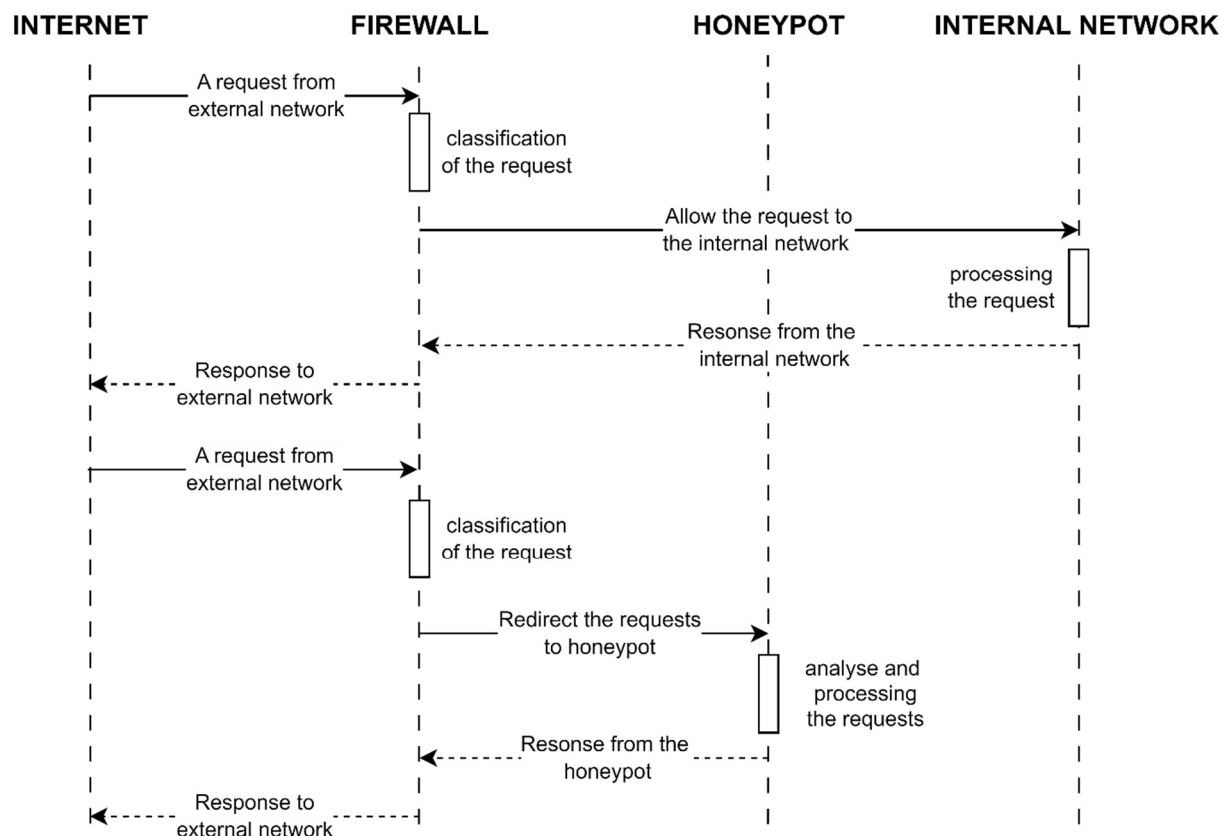 INTERNET
FIREWALL
HONEYPOT
INTERNAL NETWORK
A request from
external network
classification
of the request
Allow the request to
the internal network
processing
the request
Resonse from the
internal network
Response to
external network
A request from
external network
classification
of the request
Redirect the requests
to honeypot
analyse and
processing
the requests
Resonse from the
honeypot
Response to
external network